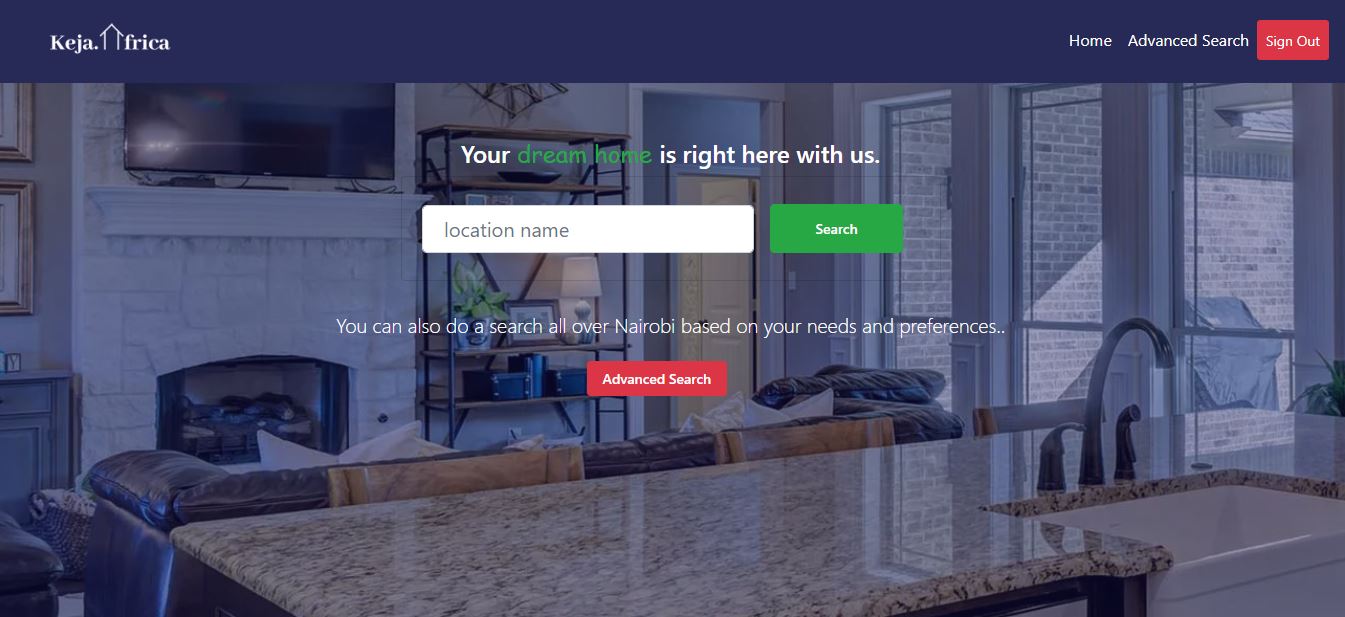 Keja.Africa
Home Advanced Search Sign Out
Your dream home is right here with us.
location name Search
You can also do a search all over Nairobi based on your needs and preferences..
Advanced Search